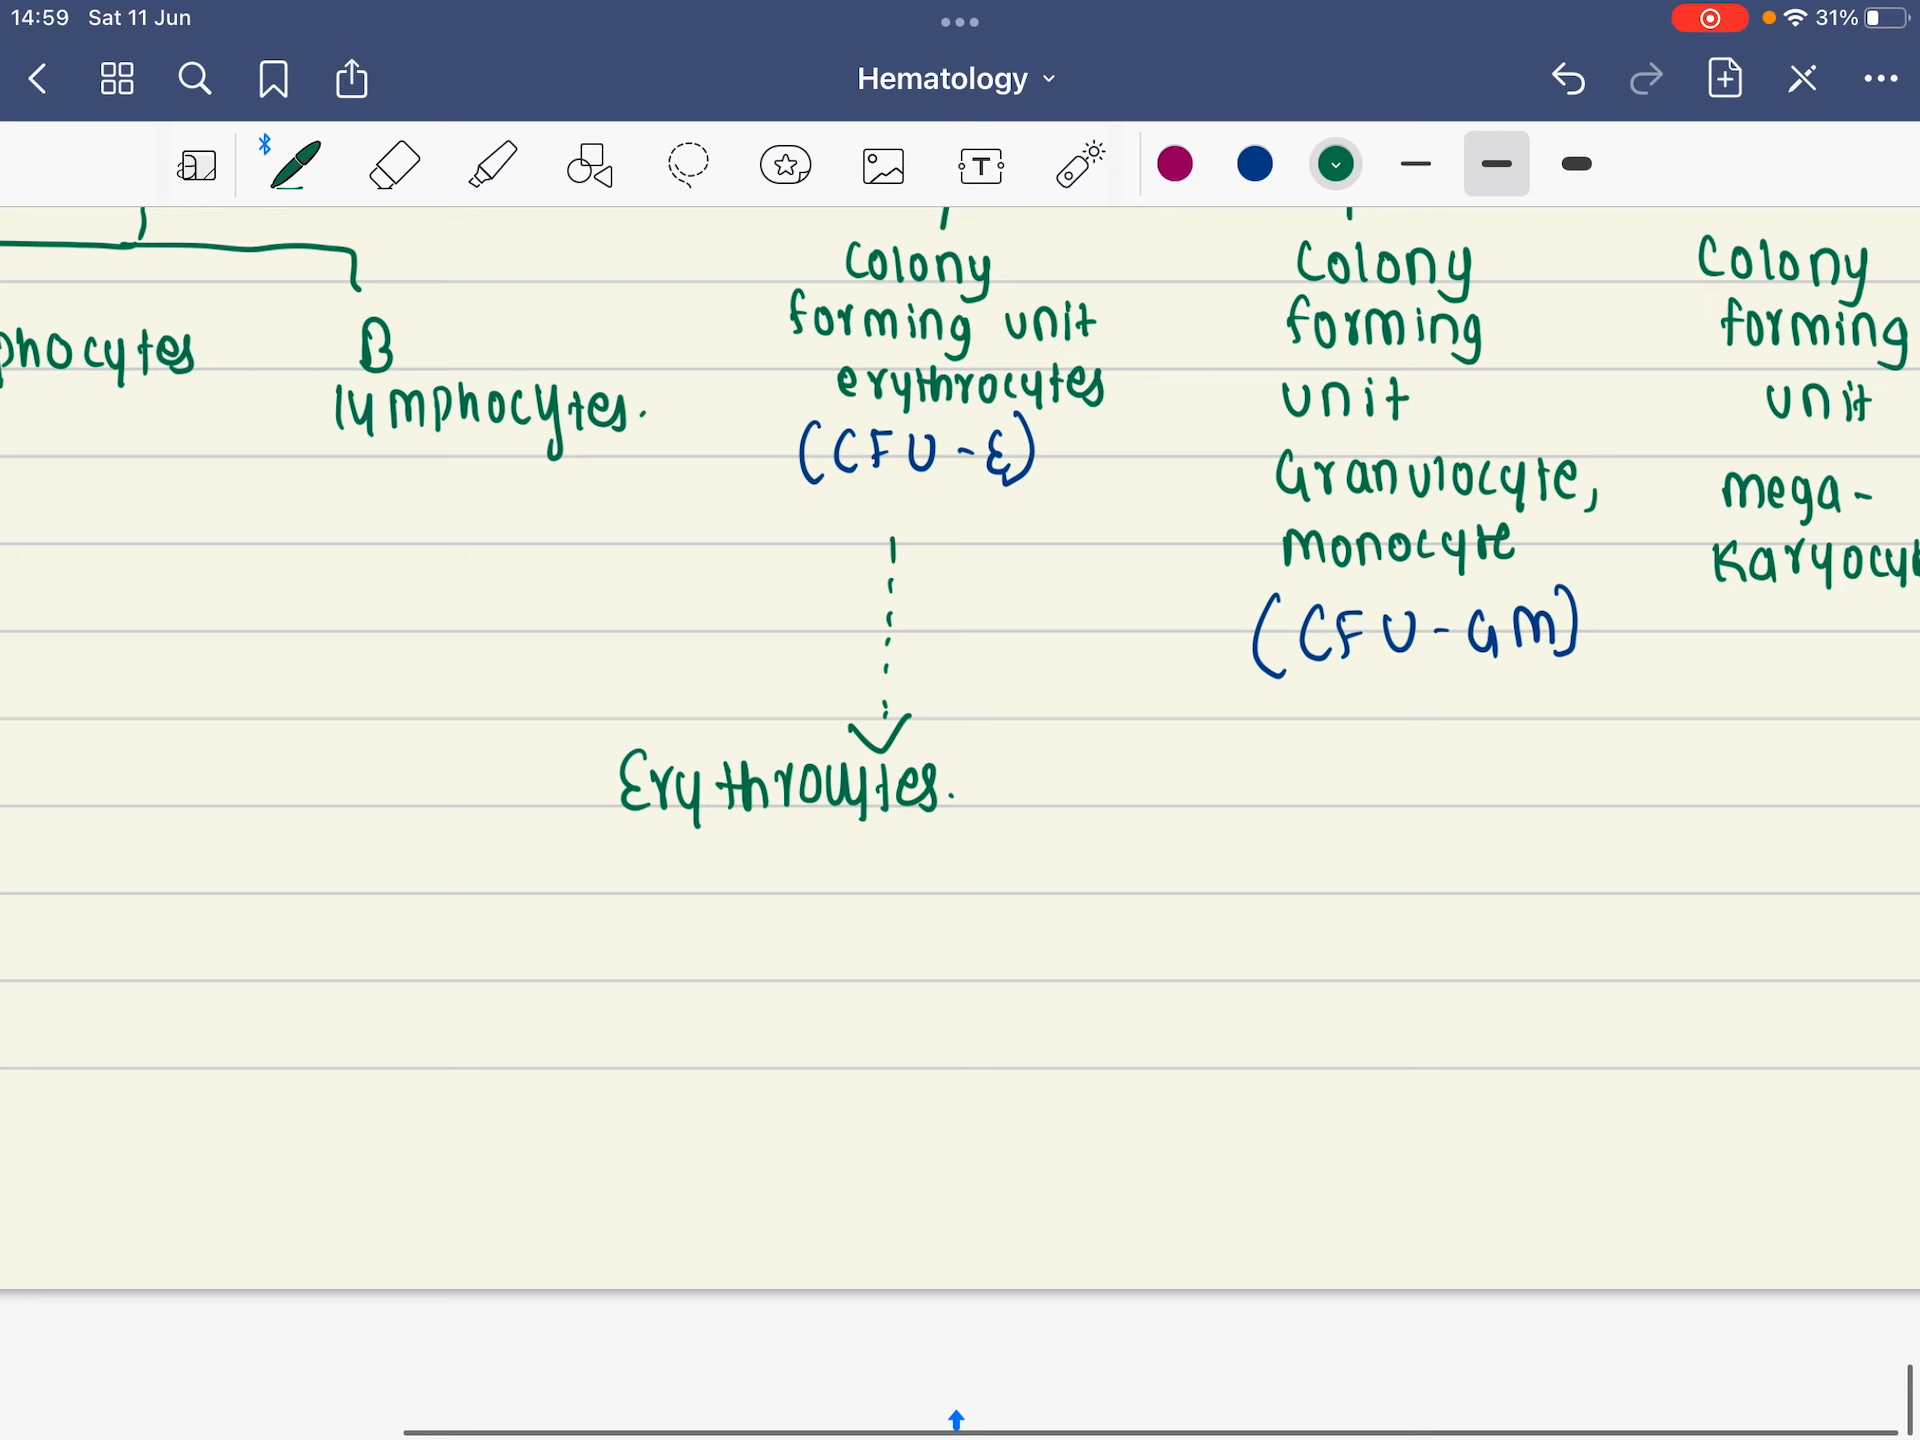 14:59 Sat 11 Jun
31%
Hematology
T
Colony
forming unit
erythrocytes
(CFU-E)
Colony
forming
unit
Granulocyte,
monocyte
(CFU-GM)
Colony
forming
unit
mega-
karyocyt
phocytes
B
lymphocytes.
Erythrocytes.